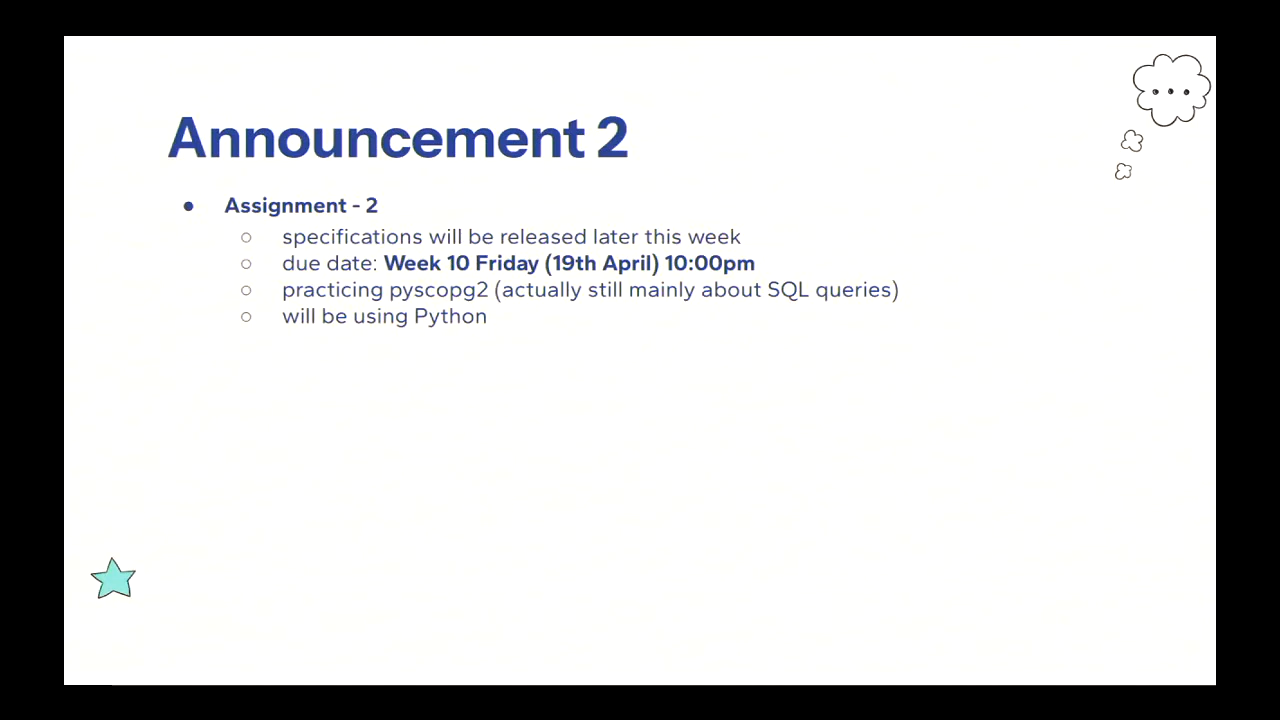 Announcement 2
● Assignment - 2
○ specifications will be released later this week
○ due date: Week 10 Friday (19th April) 10:00pm
○ practicing pyscopg2 (actually still mainly about SQL queries)
○ will be using Python